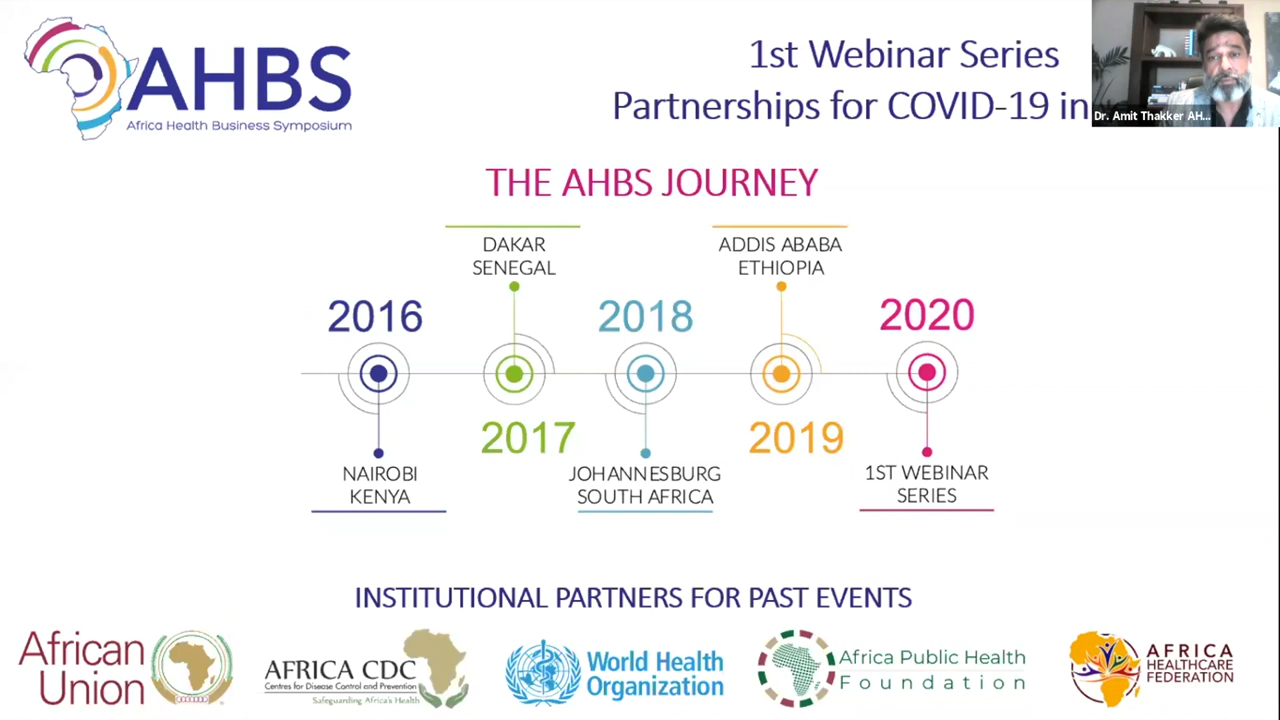 AHBS
Africa Health Business Symposium
1st Webinar Series
Partnerships for COVID-19 in
Dr. Amit Thakker AH...
THE AHBS JOURNEY
DAKAR
SENEGAL
ADDIS ABABA
ETHIOPIA
2016
2018
2020
2017
2019
NAIROBI
KENYA
JOHANNESBURG
SOUTH AFRICA
1ST WEBINAR
SERIES
INSTITUTIONAL PARTNERS FOR PAST EVENTS
African
Union
AFRICA CDC
Centres for Disease Control and Prevention
Safeguarding Africa's Health
World Health
Organization
Africa Public Health
Foundation
AFRICA
HEALTHCARE
FEDERATION